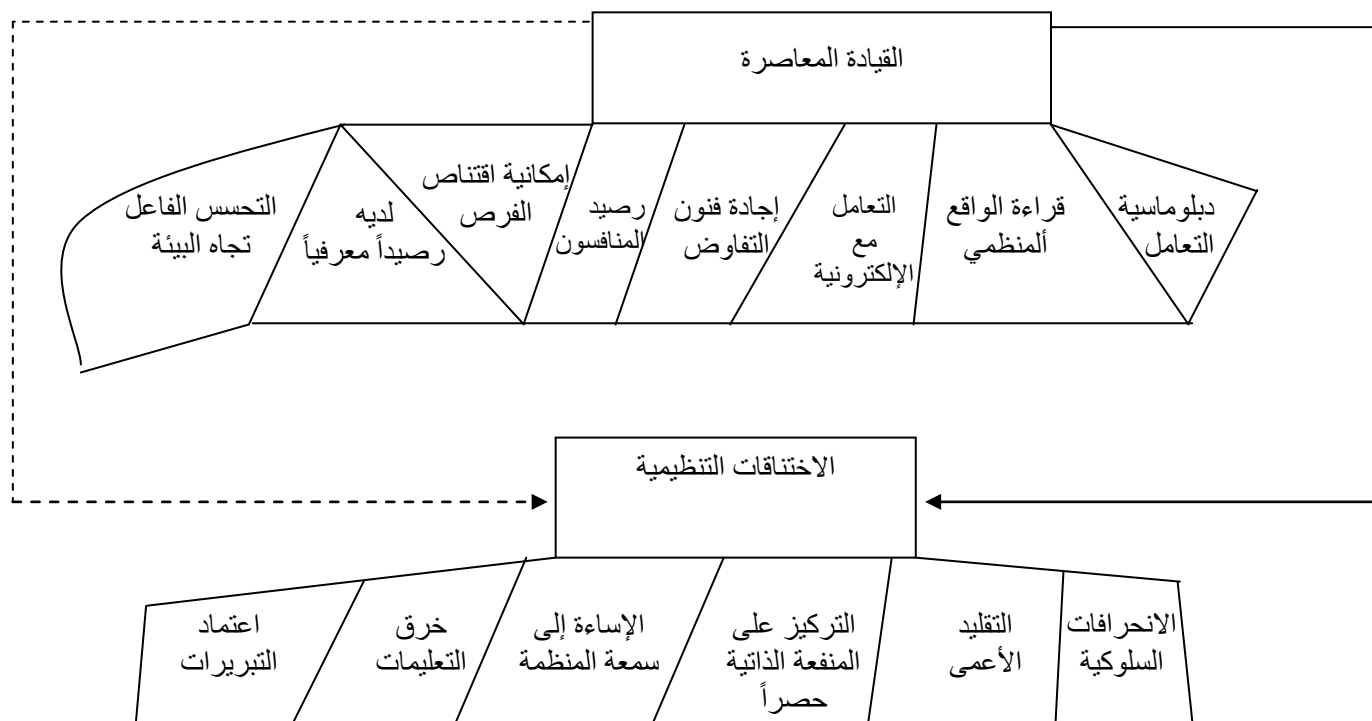 القيادة المعاصرة
دبلوماسية
التعامل
قراءة الواقع
ألمنظمي
التعامل
مع
الإلكترونية
إجادة فنون
التفاوض
رصيد
المنافسون
إمكانية اقتناص
الفرص
لديه
رصيداً معرفياً
التحسس الفاعل
تجاه البيئة
الاختناقات التنظيمية
الانحرافات
السلوكية
التقليد
الأعمى
التركيز على
المنفعة الذاتية
حصراً
الإساءة إلى
سمعة المنظمة
خرق
التعليمات
اعتماد
التبريرات